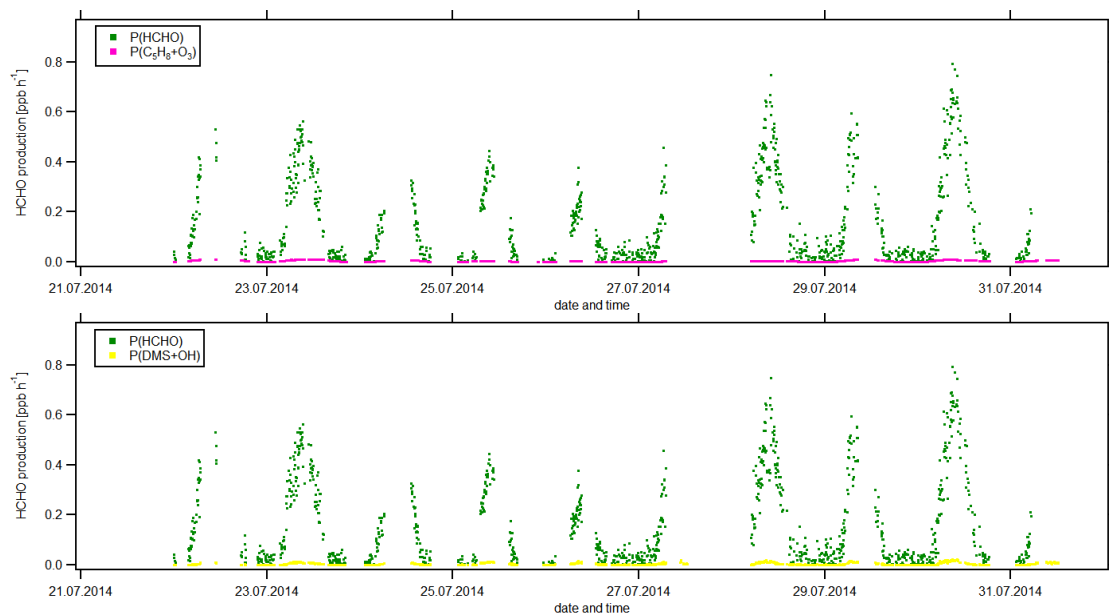 P(HCHO)
P(C₅H₈+O₃)
HCHO production [ppb h⁻¹]
0.8
0.6
0.4
0.2
0.0
21.07.2014 23.07.2014 25.07.2014 27.07.2014 29.07.2014 31.07.2014
date and time
P(HCHO)
P(DMS+OH)
HCHO production [ppb h⁻¹]
0.8
0.6
0.4
0.2
0.0
21.07.2014 23.07.2014 25.07.2014 27.07.2014 29.07.2014 31.07.2014
date and time